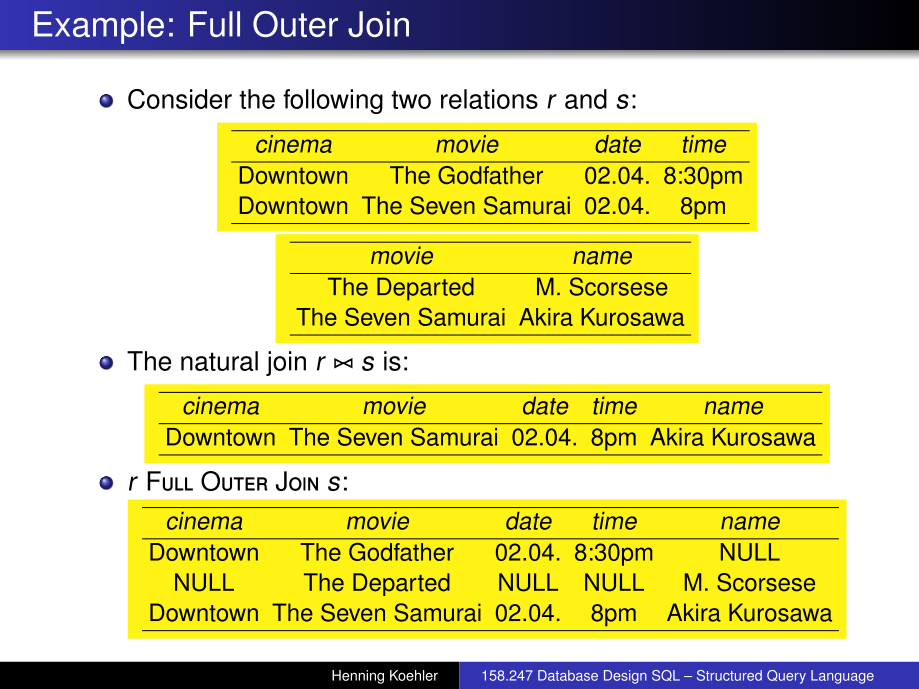 Example: Full Outer Join
Consider the following two relations r and s:
cinema movie date time
Downtown The Godfather 02.04. 8:30pm
Downtown The Seven Samurai 02.04. 8pm
movie name
The Departed M. Scorsese
The Seven Samurai Akira Kurosawa
The natural join r ⋈ s is:
cinema movie date time name
Downtown The Seven Samurai 02.04. 8pm Akira Kurosawa
r FULL OUTER JOIN s:
cinema movie date time name
Downtown The Godfather 02.04. 8:30pm NULL
NULL The Departed NULL NULL M. Scorsese
Downtown The Seven Samurai 02.04. 8pm Akira Kurosawa
Henning Koehler 158.247 Database Design SQL – Structured Query Language